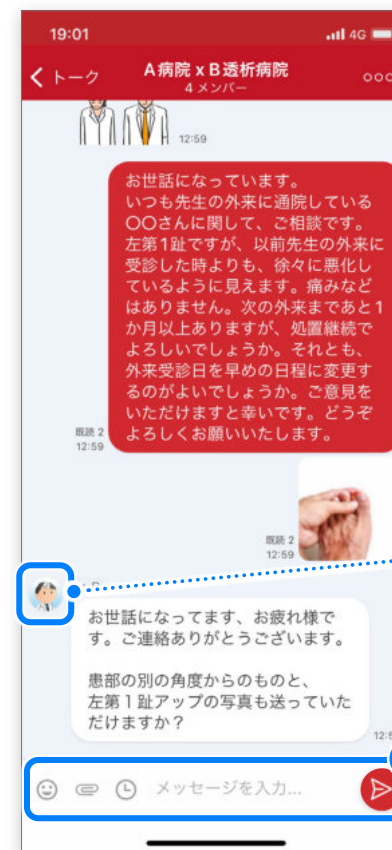 19:01
4G
トーク
A病院 x B透析病院
4 メンバー
12:59
お世話になっています。
いつも先生の外来に通院している
〇〇さんに関して、ご相談です。
左第1趾ですが、以前先生の外来に
受診した時よりも、徐々に悪化し
ているように見えます。痛みなど
はありません。次の外来まであと1
か月以上ありますが、処置継続で
よろしいでしょうか。それとも、
外来受診日を早めの日程に変更す
るのがよいでしょうか。ご意見を
いただけますと幸いです。どうぞ
よろしくお願いいたします。
既読 2
12:59
既読 2
12:59
お世話になってます、お疲れ様で
す。ご連絡ありがとうございます。
患部の別の角度からのものと、
左第1趾アップの写真も送っていた
だけますか？
メッセージを入力...